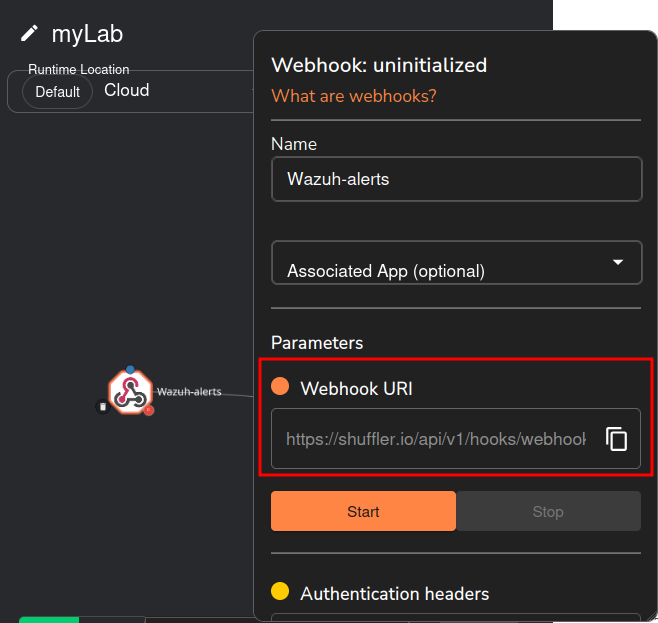 myLab
Runtime Location
Default
Cloud
Webhook: uninitialized
What are webhooks?
Name
Wazuh-alerts
Associated App (optional)
Parameters
Wazuh-alerts
Webhook URI
https://shuffler.io/api/v1/hooks/webhook
Start
Stop
Authentication headers